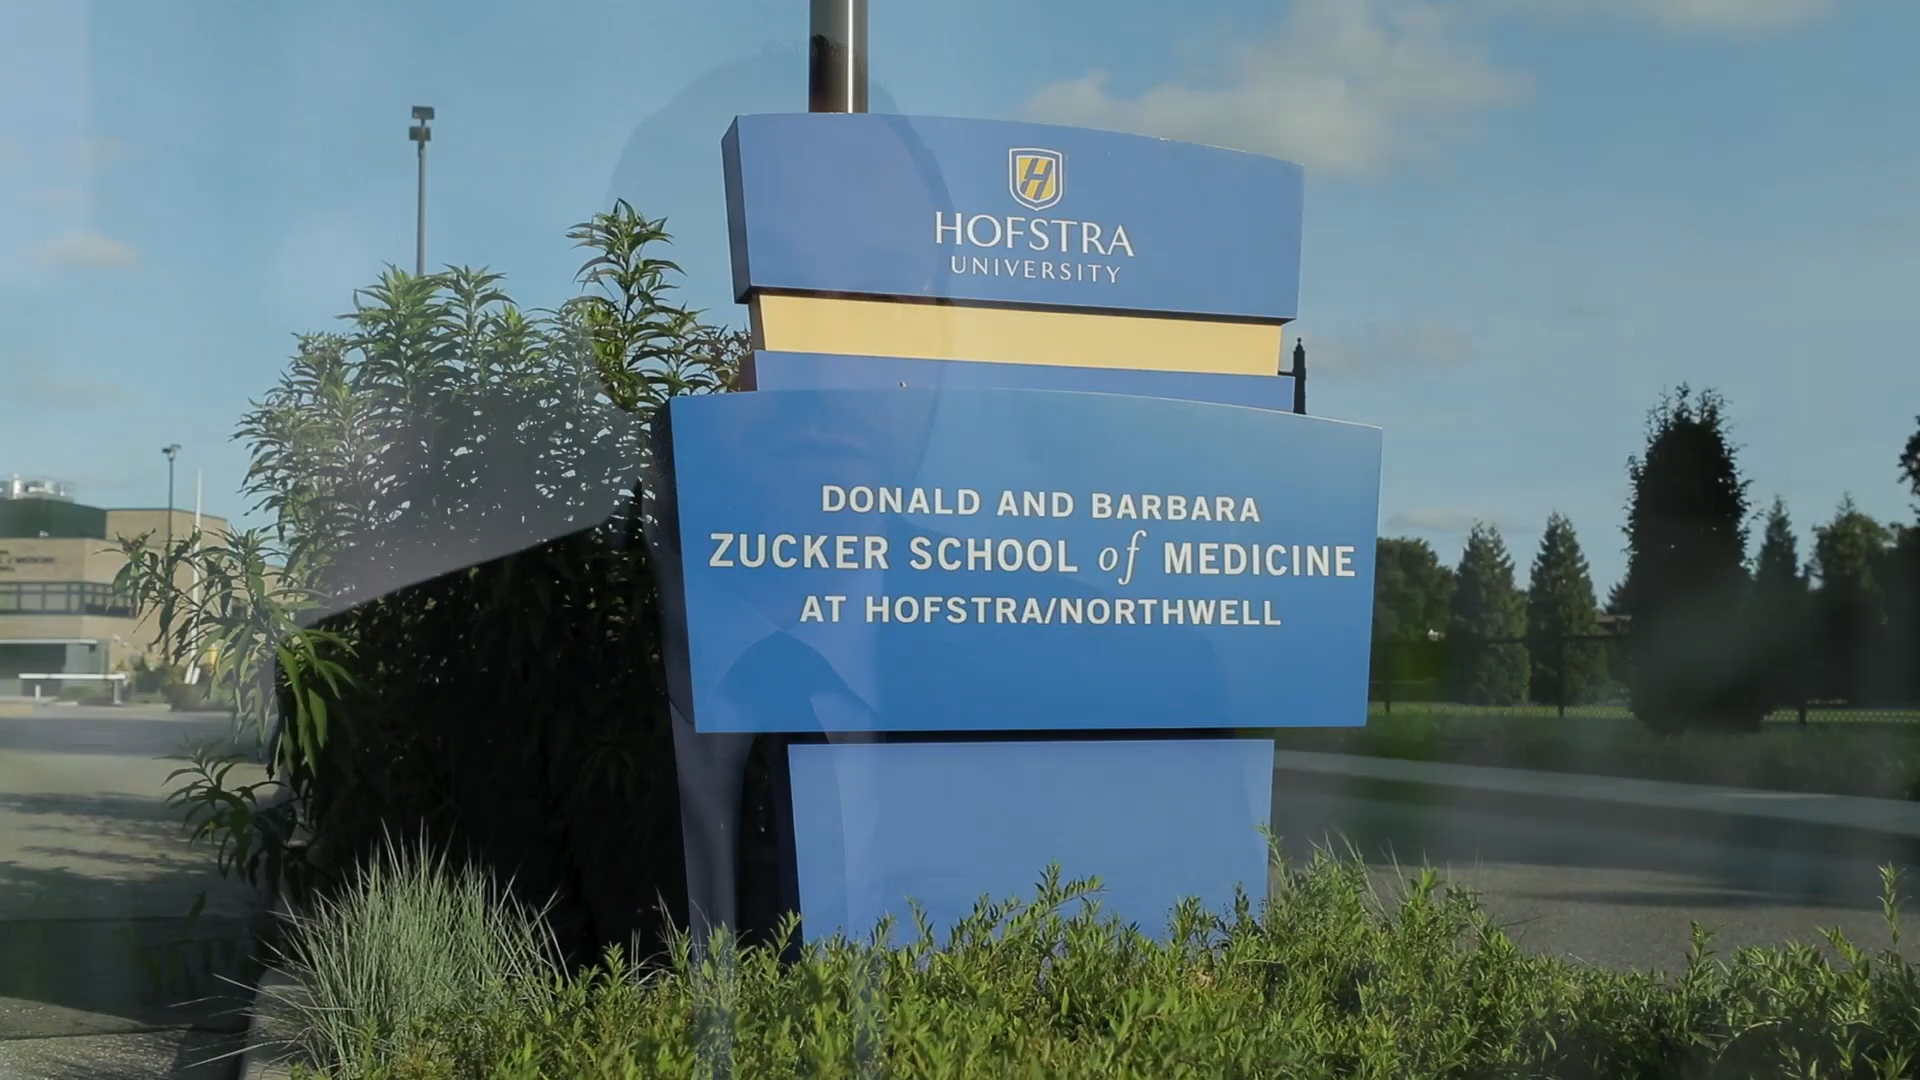 HOFSTRA
UNIVERSITY
DONALD AND BARBARA
ZUCKER SCHOOL of MEDICINE
AT HOFSTRA/NORTHWELL